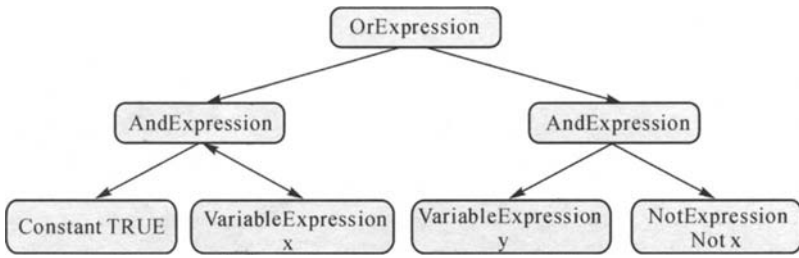 OrExpression
AndExpression
AndExpression
Constant TRUE
VariableExpression
x
VariableExpression
y
NotExpression
Not x